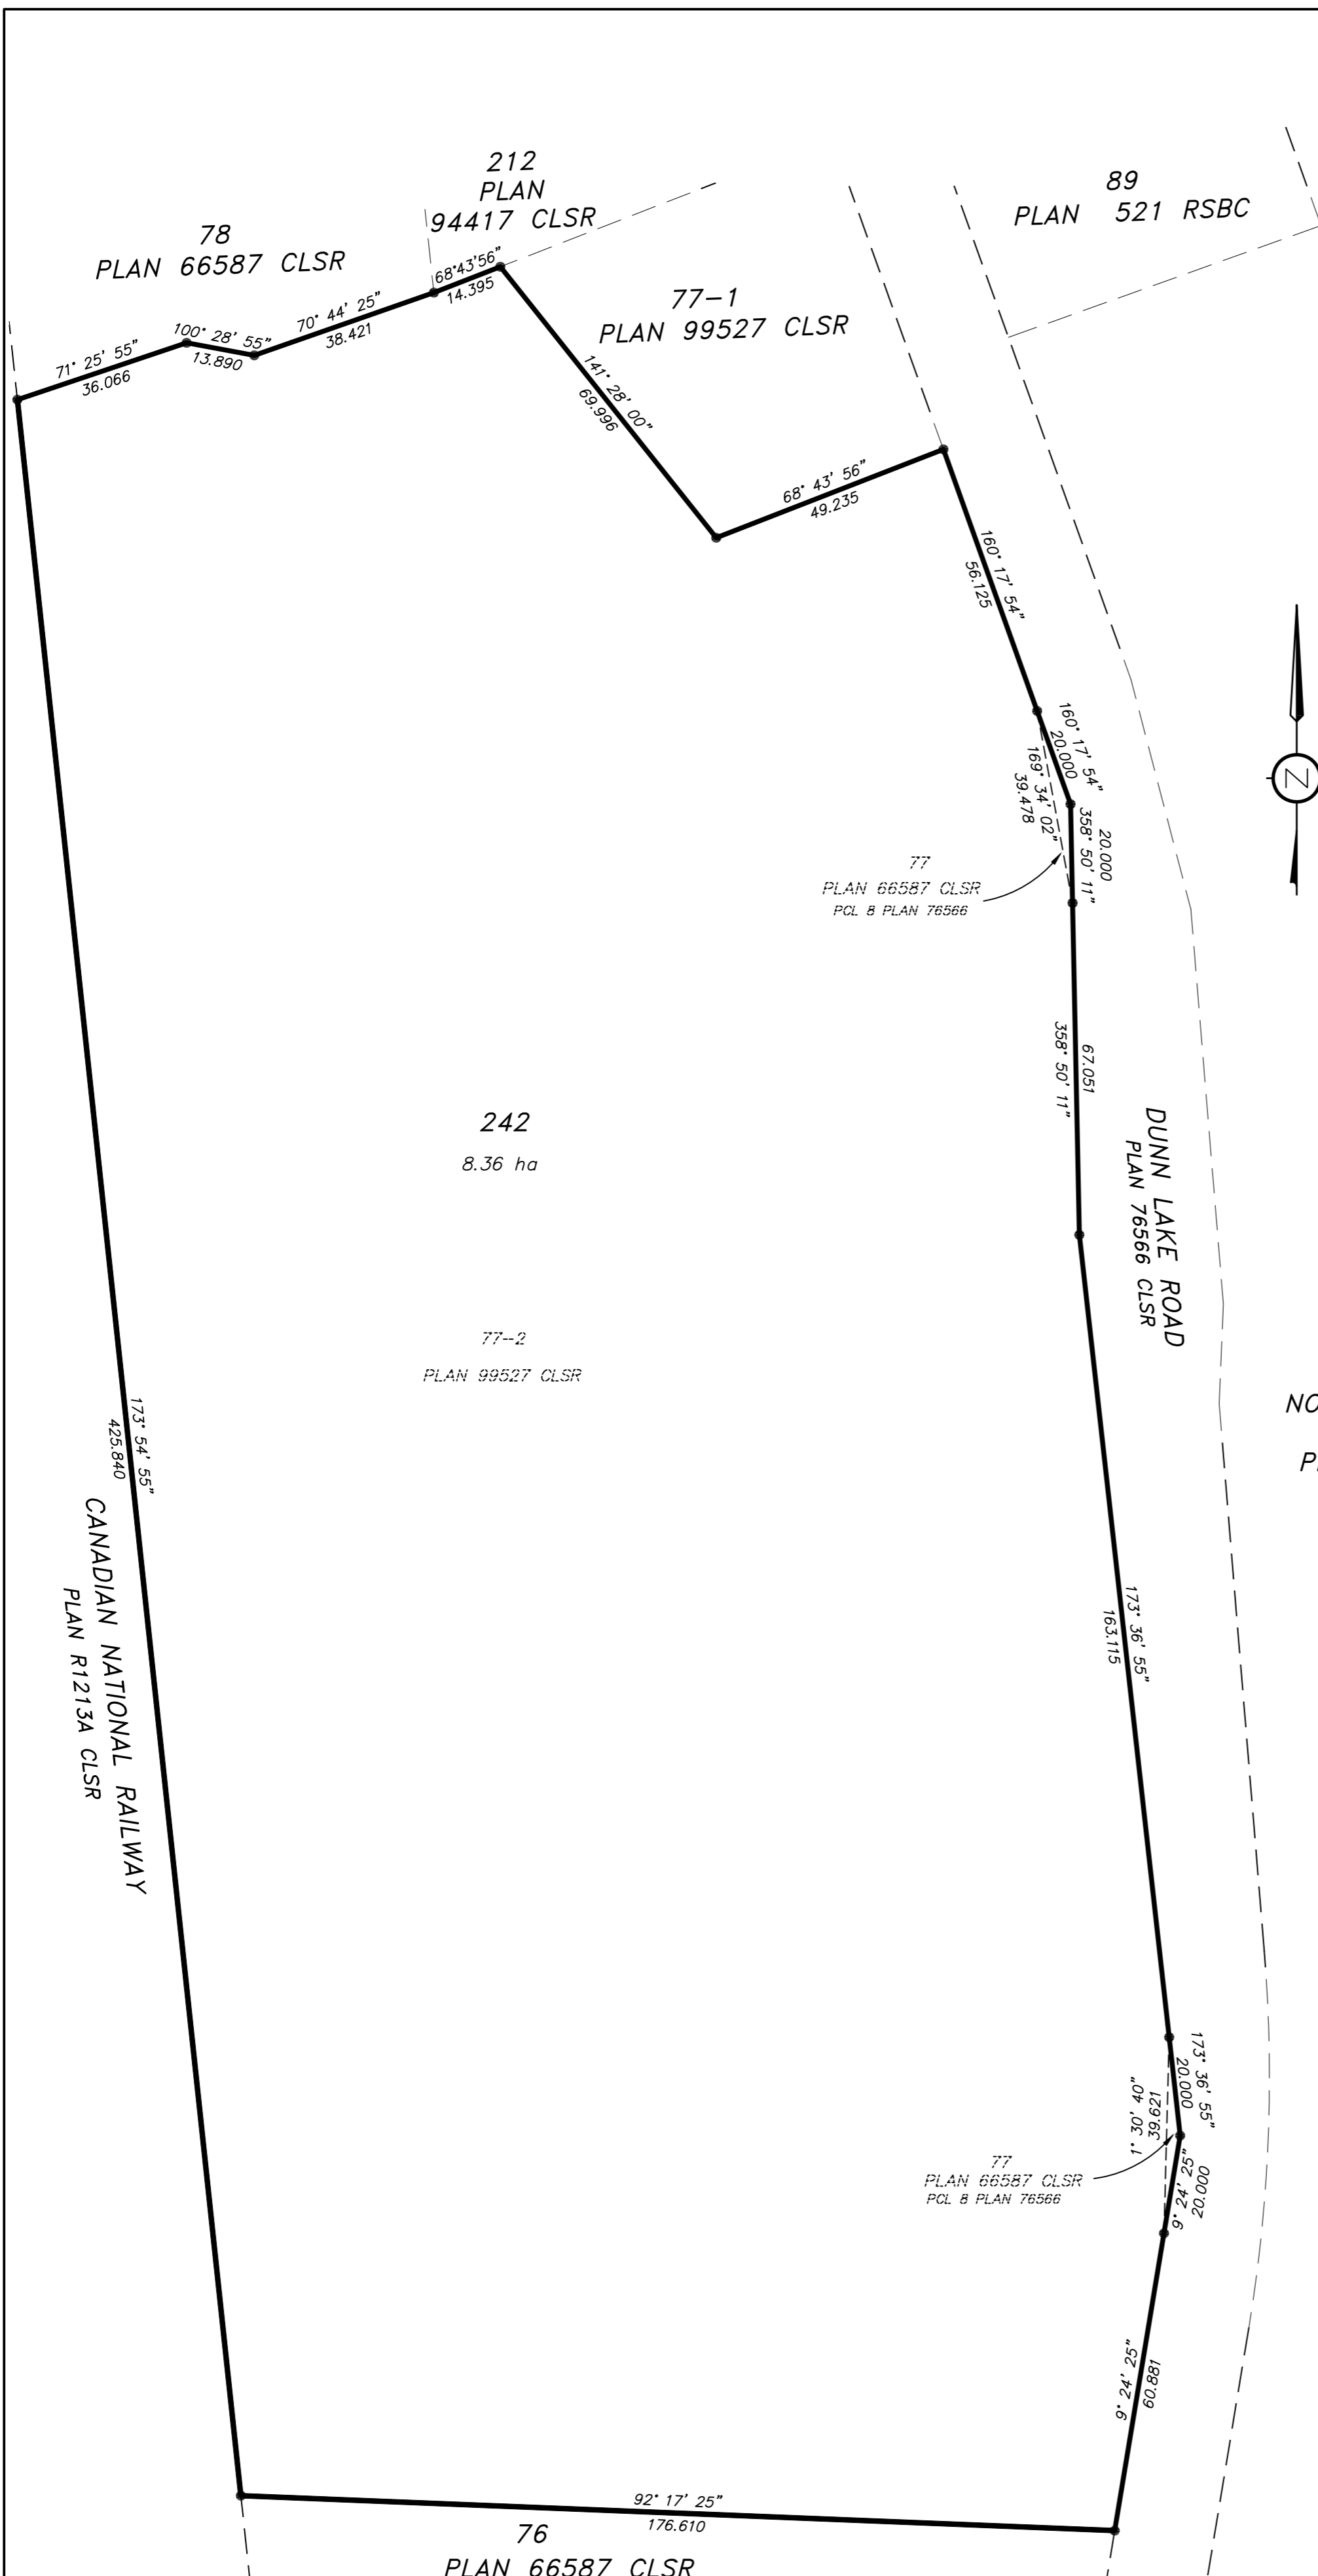 212
PLAN
94417 CLSR
89
PLAN 521 RSBC
78
PLAN 66587 CLSR
68°43'56"
14.395
77-1
PLAN 99527 CLSR
70° 44' 25"
38.421
100° 28' 55"
13.890
71° 25' 55"
36.066
141° 28' 00"
69.996
68° 43' 56"
49.235
160° 17' 54"
56.125
160° 17' 54"
20.000
169° 34' 02"
39.478
20.000
358° 50' 11"
Z
77
PLAN 66587 CLSR
PCL 8 PLAN 76566
67.051
358° 50' 11"
242
8.36 ha
DUNN LAKE ROAD
PLAN 76566 CLSR
77--2
PLAN 99527 CLSR
NO
173° 54' 55"
425.840
CANADIAN NATIONAL RAILWAY
PLAN R1213A CLSR
173° 36' 55"
163.115
173° 36' 55"
20.000
1° 30' 40"
39.621
77
PLAN 66587 CLSR
PCL 8 PLAN 76566
9° 24' 25"
20.000
9° 24' 25"
60.881
92° 17' 25"
176.610
76
PLAN 66587 CLSR